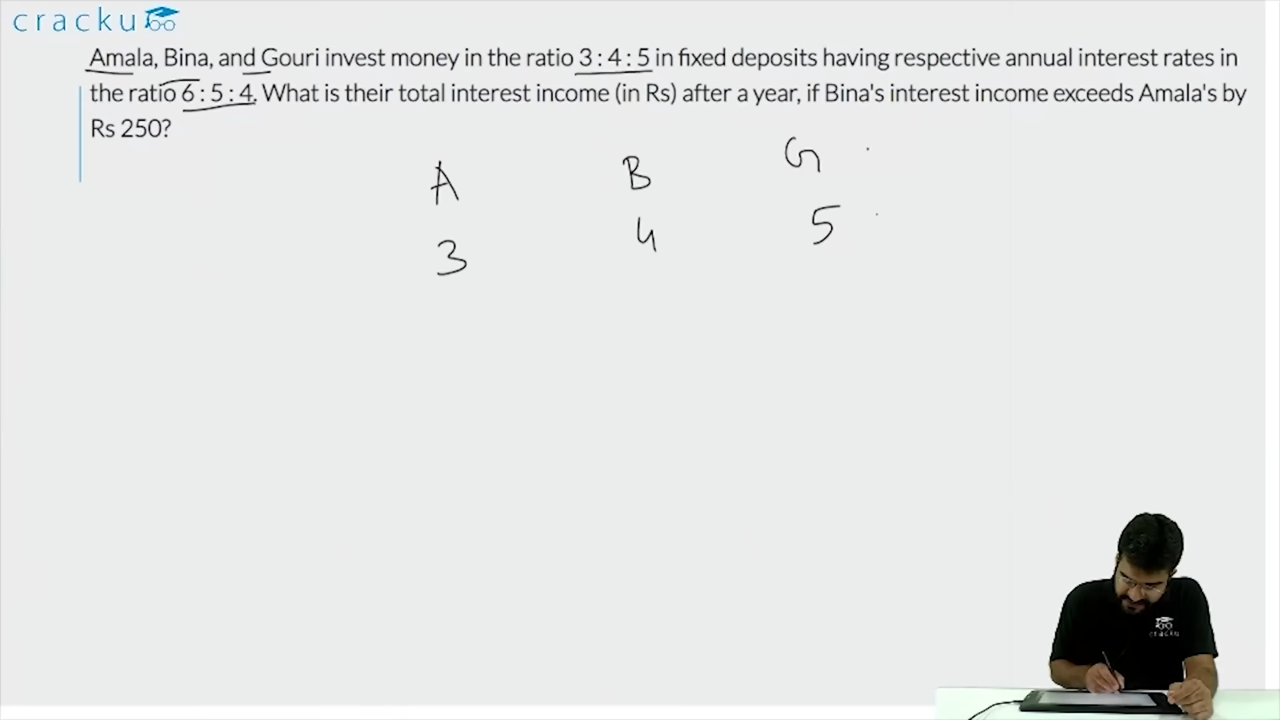 cracku
Amala, Bina, and Gouri invest money in the ratio 3 : 4 : 5 in fixed deposits having respective annual interest rates in
the ratio 6 : 5 : 4. What is their total interest income (in Rs) after a year, if Bina's interest income exceeds Amala's by
Rs 250?
A B G
3 4 5
cracku